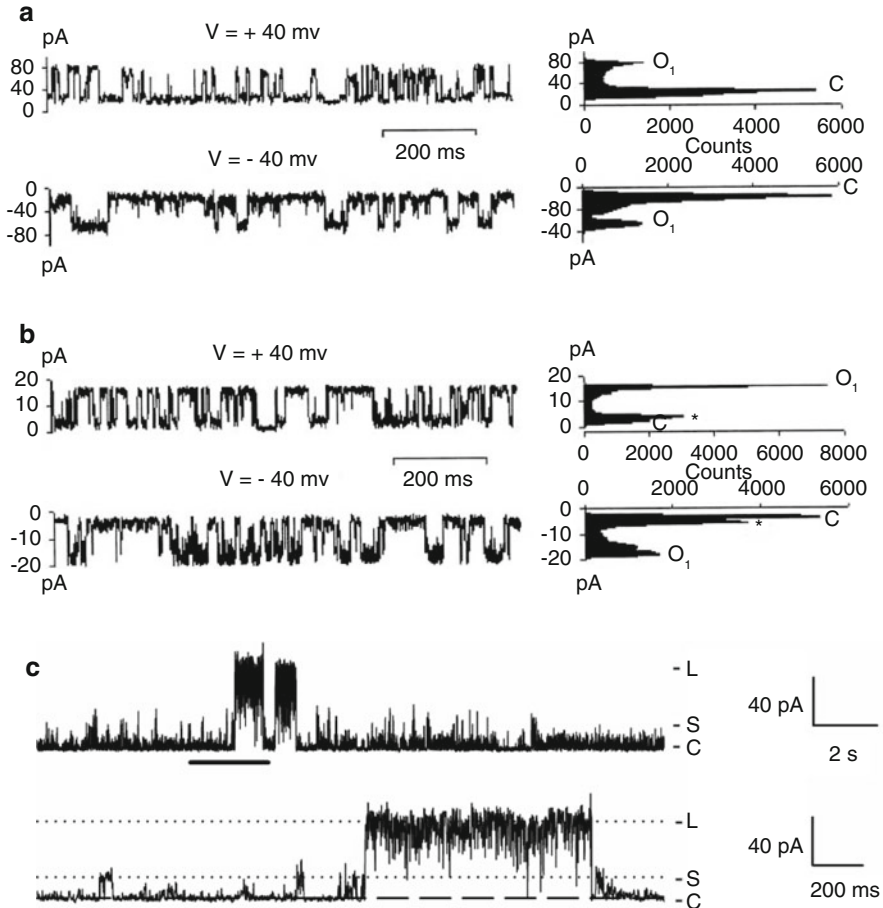 a
pA
V = + 40 mv
80
40
0
200 ms
pA
80
40
0
O1
C
0 2000 4000 6000
Counts
V = - 40 mv
0
-40
-80
pA
0 2000 4000 6000
0
-80
-40
C
O1
pA
b
pA
V = + 40 mv
20
10
0
200 ms
pA
20
10
0
O1
C *
0 2000 4000 6000 8000
Counts
V = - 40 mv
0
-10
-20
pA
0 2000 4000 6000
0
-10
-20
C
*
O1
pA
c
L
S
C
40 pA
2 s
L
S
C
40 pA
200 ms